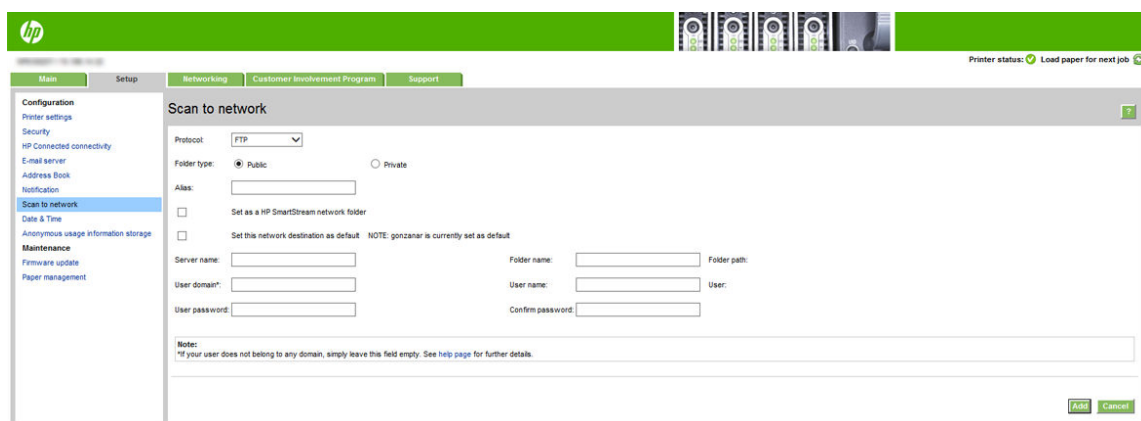 hp
Printer status: Load paper for next job
Main Setup Networking Customer Involvement Program Support
Configuration
Printer settings
Security
HP Connected connectivity
E-mail server
Address Book
Notification
Scan to network
Date & Time
Anonymous usage information storage
Maintenance
Firmware update
Paper management
Scan to network
?
Protocol: FTP
Folder type: Public Private
Alias:
Set as a HP SmartStream network folder
Set this network destination as default NOTE: gonzanar is currently set as default
Server name: Folder name: Folder path:
User domain*: User name: User:
User password: Confirm password:
Note:
*If your user does not belong to any domain, simply leave this field empty. See help page for further details.
Add Cancel